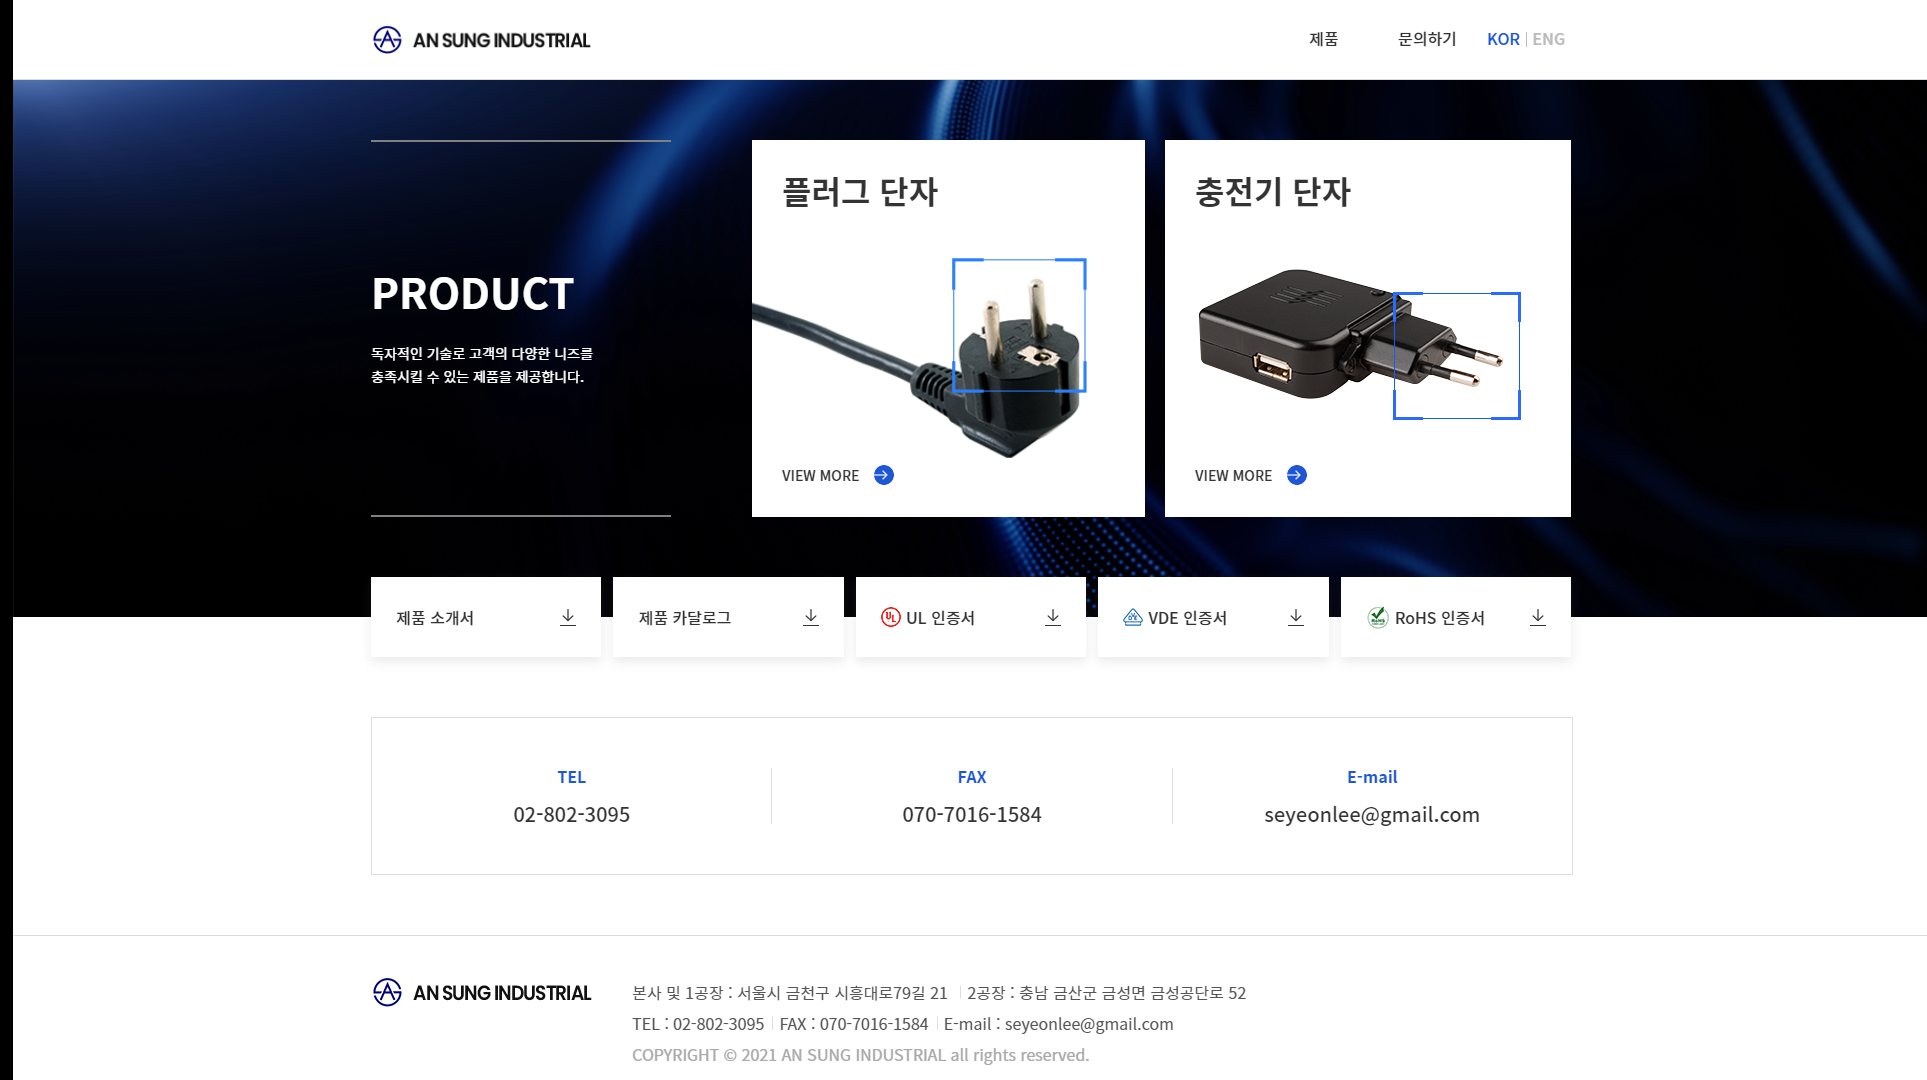 AN SUNG INDUSTRIAL
제품
문의하기
KOR | ENG
PRODUCT
독자적인 기술로 고객의 다양한 니즈를
충족시킬 수 있는 제품을 제공합니다.
플러그 단자
VIEW MORE
충전기 단자
VIEW MORE
제품 소개서
제품 카달로그
UL 인증서
VDE 인증서
RoHS 인증서
TEL
02-802-3095
FAX
070-7016-1584
E-mail
seyeonlee@gmail.com
AN SUNG INDUSTRIAL
본사 및 1공장 : 서울시 금천구 시흥대로79길 21 | 2공장 : 충남 금산군 금성면 금성공단로 52
TEL : 02-802-3095 | FAX : 070-7016-1584 | E-mail : seyeonlee@gmail.com
COPYRIGHT © 2021 AN SUNG INDUSTRIAL all rights reserved.